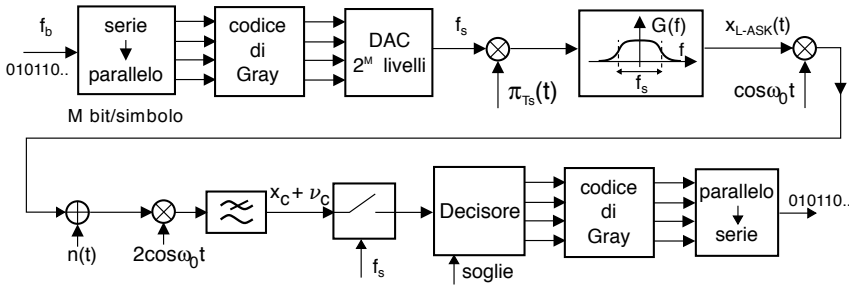 f_b
010110..
serie
parallelo
M bit/simbolo
codice
di
Gray
DAC
2^M livelli
f_s
π_Ts(t)
G(f)
f
f_s
x_L-ASK(t)
cosω_0t
n(t)
2cosω_0t
x_c + ν_c
f_s
Decisore
soglie
codice
di
Gray
parallelo
serie
010110..